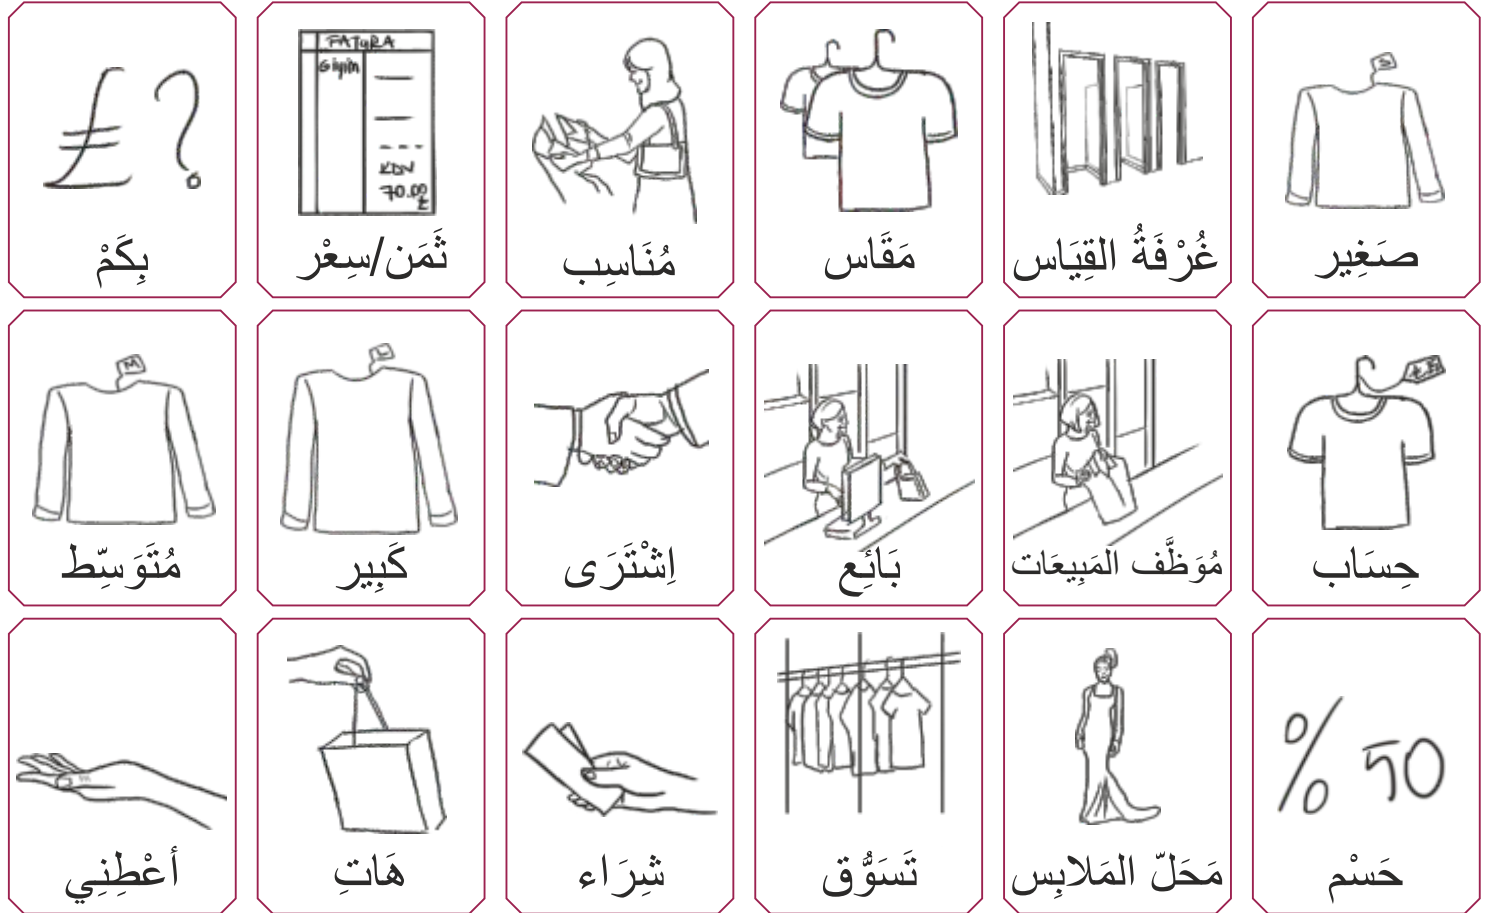 ₺ ?
بِكَمْ
FATURA
Giyim
KDV
70.00
₺
ثَمَن/سِعْر
مُنَاسِب
مَقَاس
غُرْفَةُ القِيَاس
S
صَغِير
M
مُتَوَسِّط
L
كَبِير
اِشْتَرَى
بَائِع
مُوَظَّف المَبِيعَات
حِسَاب
أعْطِنِي
هَاتِ
شِرَاء
تَسَوُّق
مَحَلّ المَلابِس
% 50
حَسْم